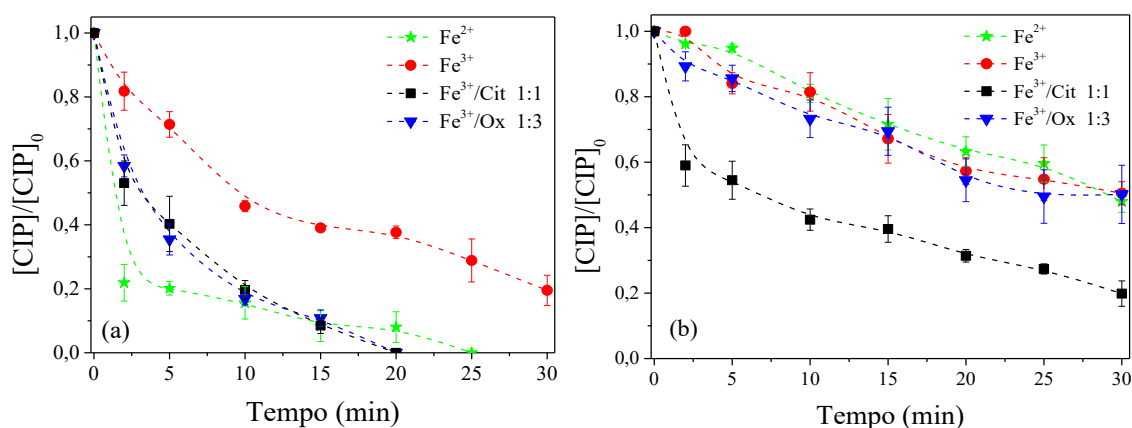 [CIP]/[CIP]0
1,0
0,8
0,6
0,4
0,2
0,0
Fe2+
Fe3+
Fe3+/Cit 1:1
Fe3+/Ox 1:3
(a)
0
5
10
15
20
25
30
Tempo (min)
[CIP]/[CIP]0
1,0
0,8
0,6
0,4
0,2
0,0
Fe2+
Fe3+
Fe3+/Cit 1:1
Fe3+/Ox 1:3
(b)
0
5
10
15
20
25
30
Tempo (min)